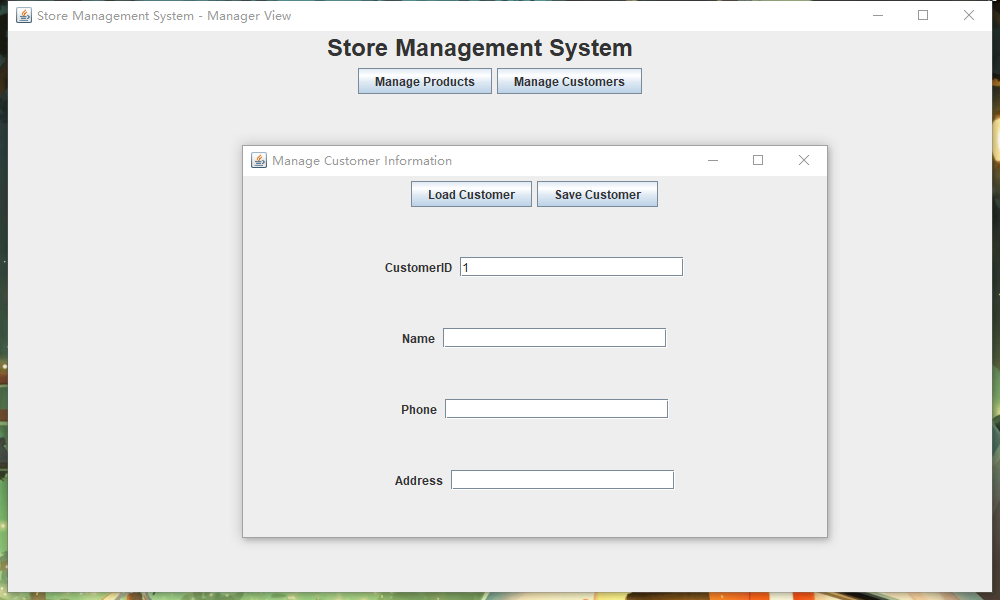 Store Management System - Manager View
Store Management System
Manage Products Manage Customers
Manage Customer Information
Load Customer Save Customer
CustomerID 1
Name
Phone
Address